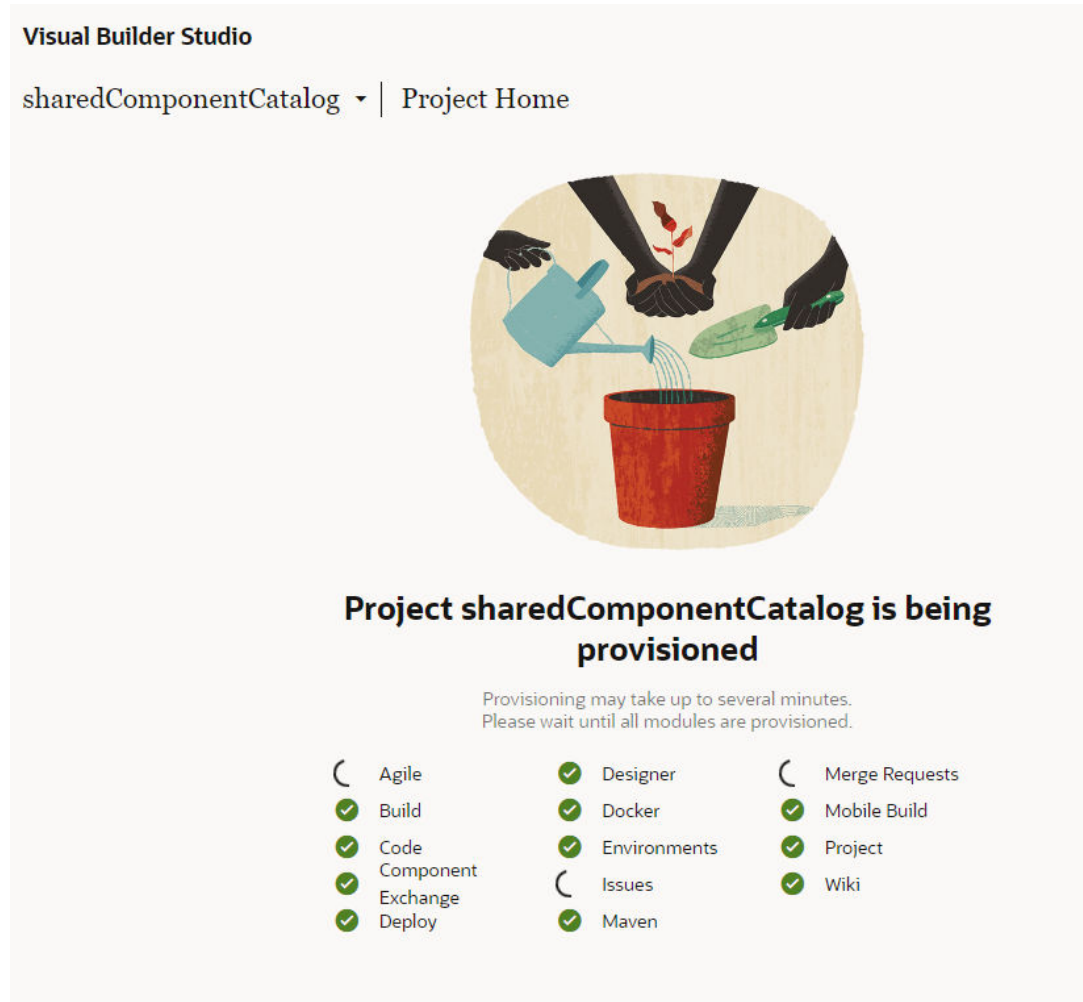 Visual Builder Studio
sharedComponentCatalog
Project Home
Project sharedComponentCatalog is being
provisioned
Provisioning may take up to several minutes.
Please wait until all modules are provisioned.
Agile
Build
Code
Component
Exchange
Deploy
Designer
Docker
Environments
Issues
Maven
Merge Requests
Mobile Build
Project
Wiki